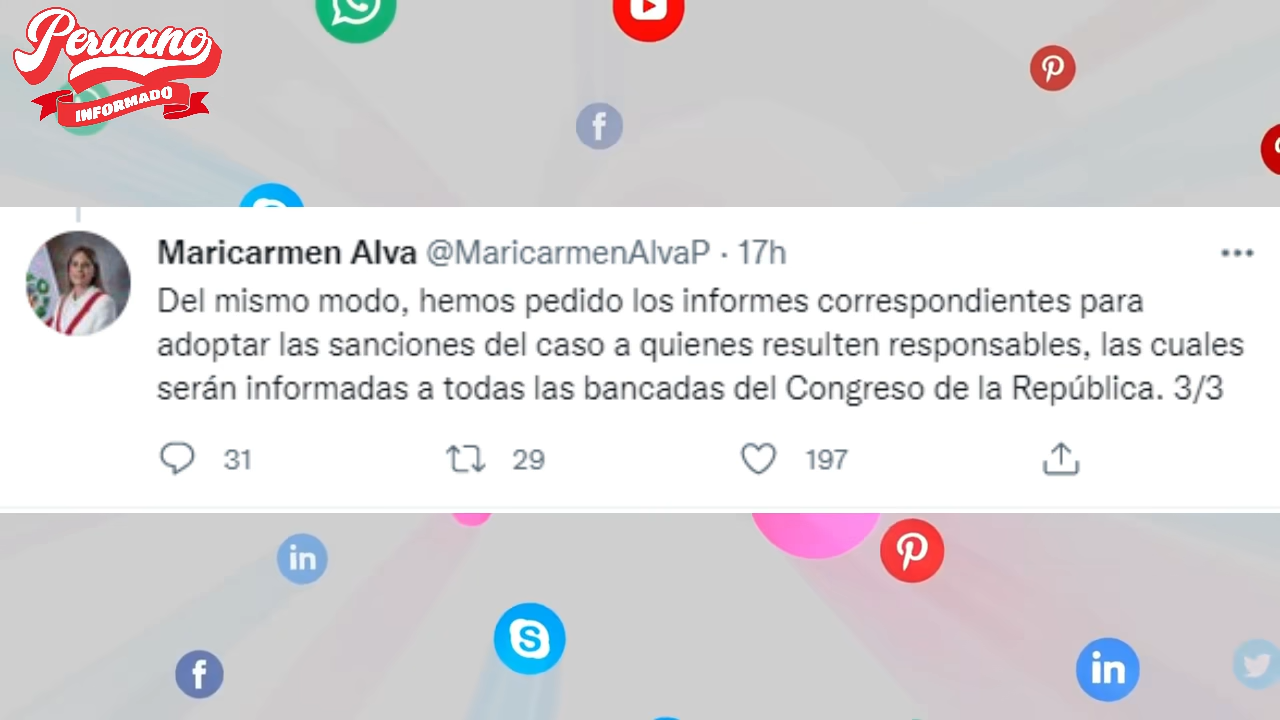 Peruano
INFORMADO
Maricarmen Alva @MaricarmenAlvaP · 17h
Del mismo modo, hemos pedido los informes correspondientes para
adoptar las sanciones del caso a quienes resulten responsables, las cuales
serán informadas a todas las bancadas del Congreso de la República. 3/3
31 29 197
in
in